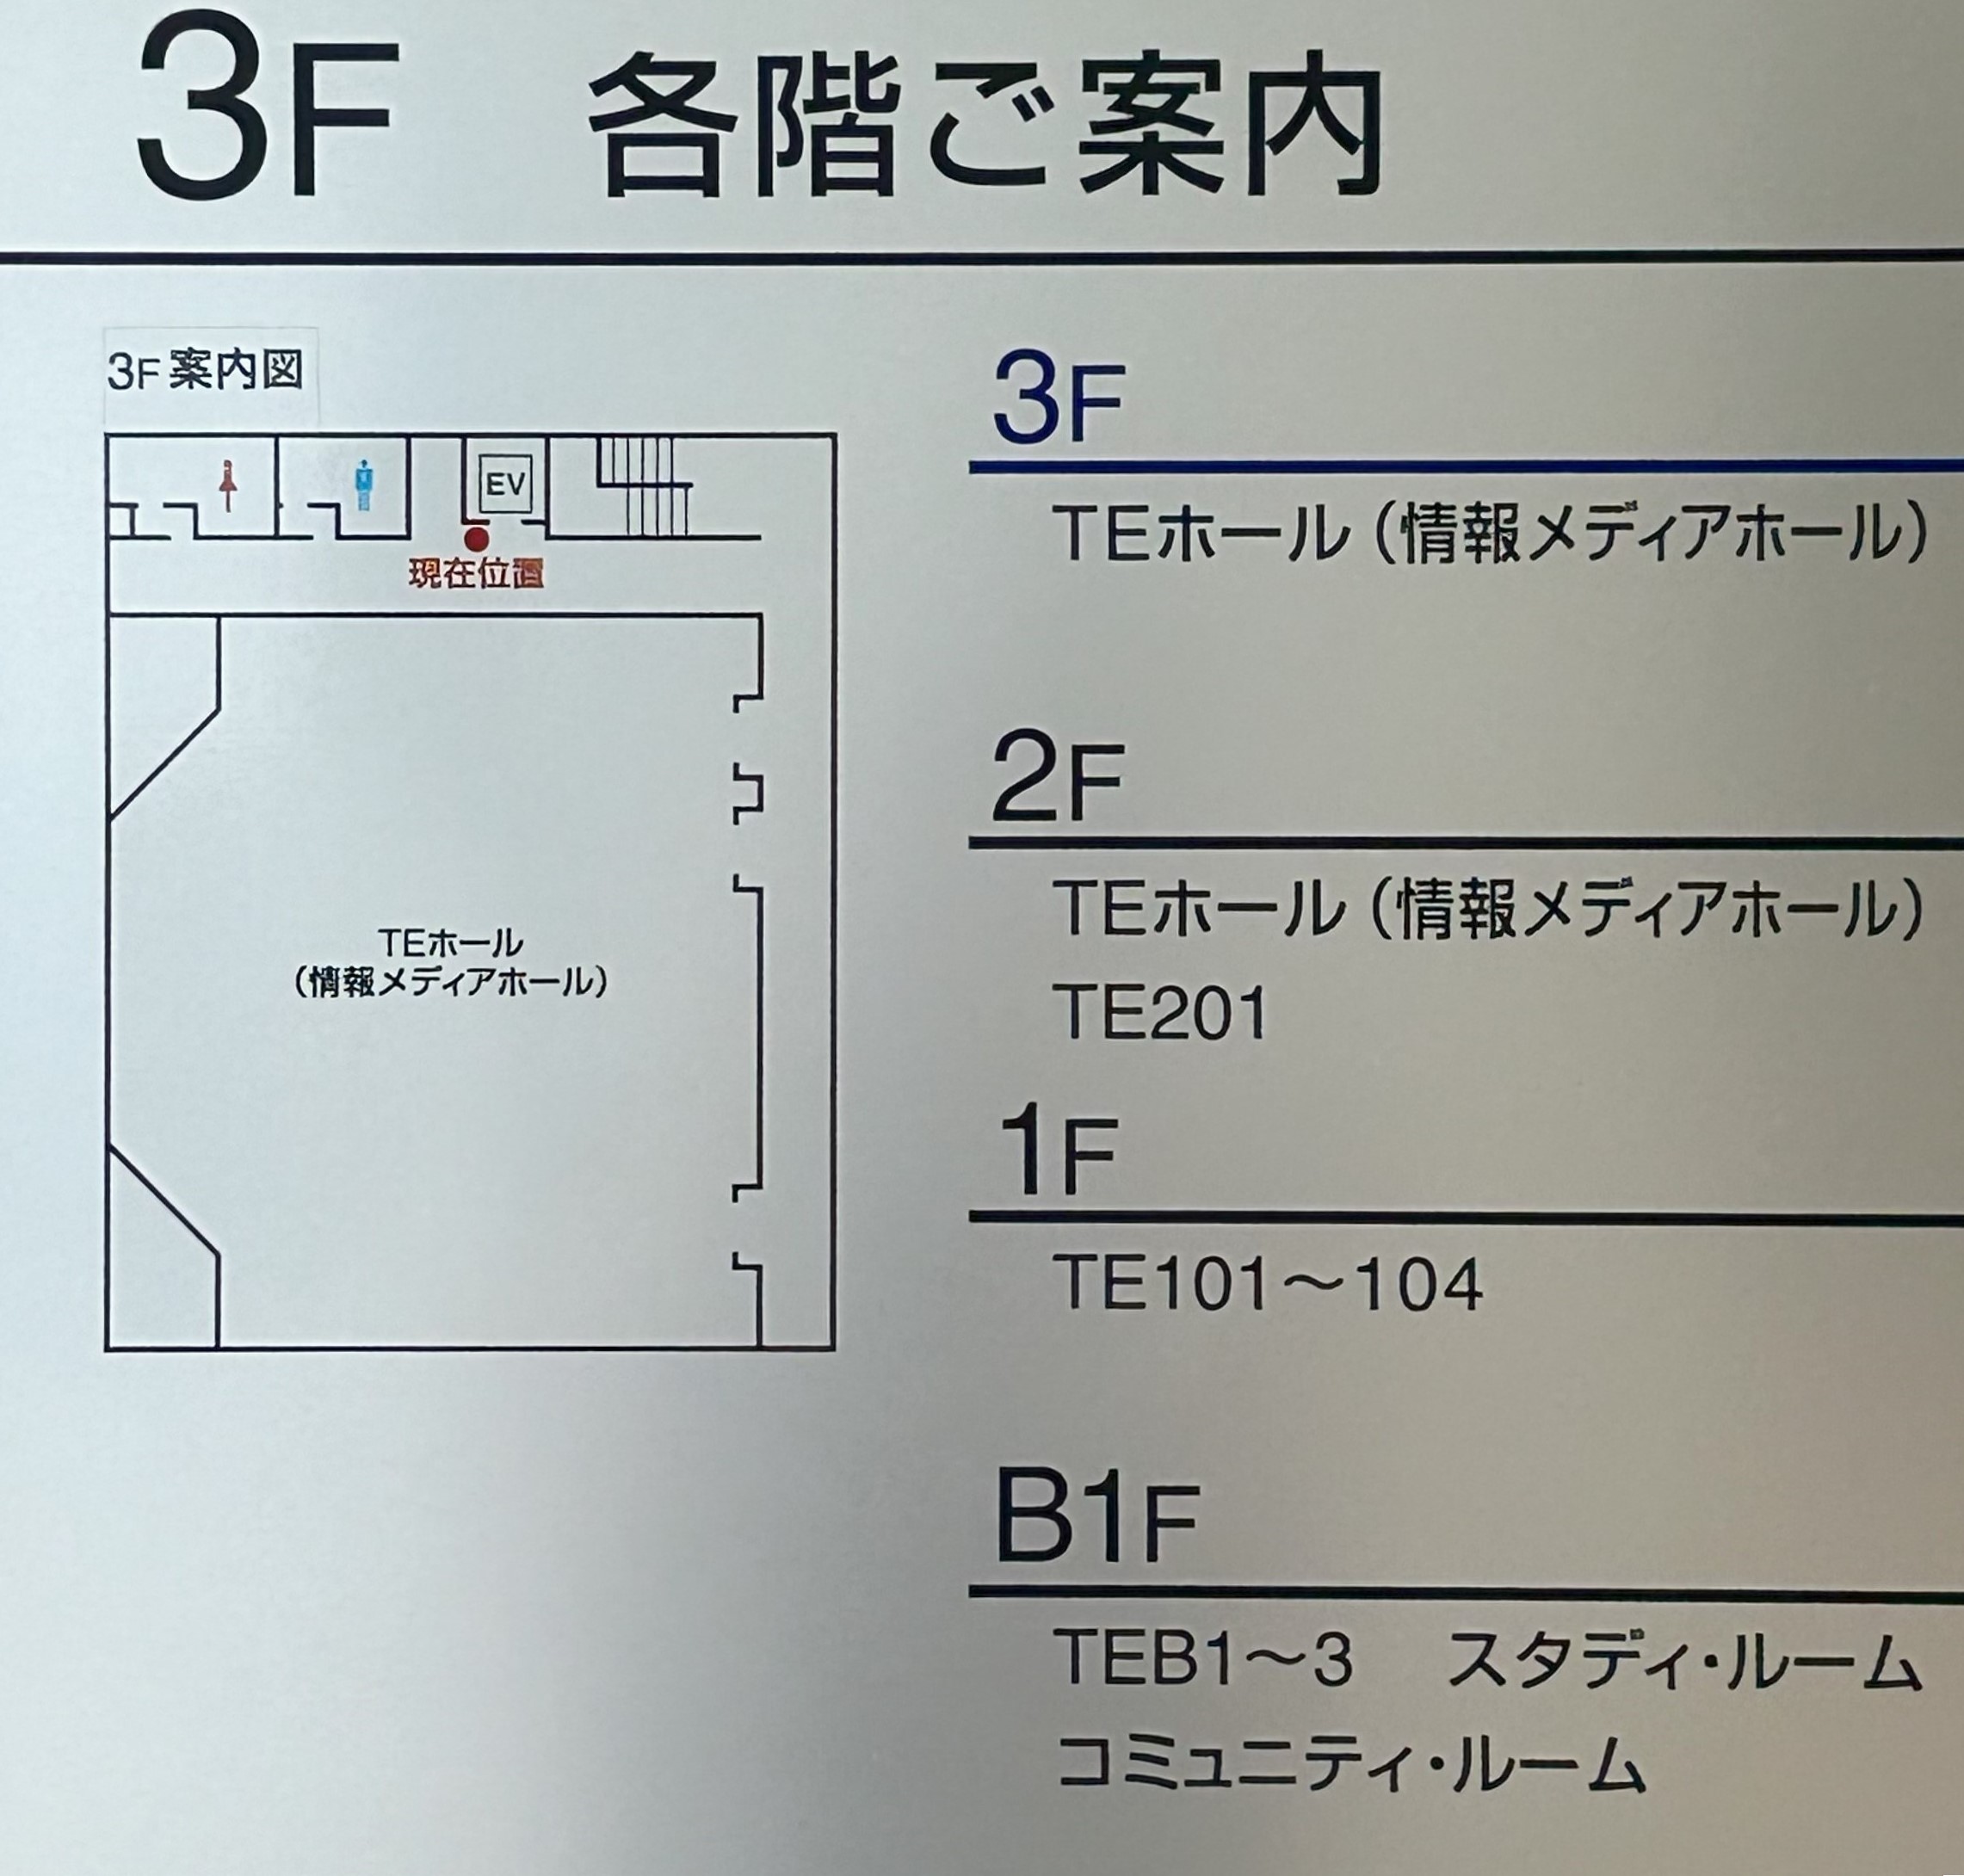 3F 各階ご案内
3F案内図
EV
現在位置
TEホール
(情報メディアホール)
3F
TEホール(情報メディアホール)
2F
TEホール(情報メディアホール)
TE201
1F
TE101～104
B1F
TEB1～3 スタディ・ルーム
コミュニティ・ルーム